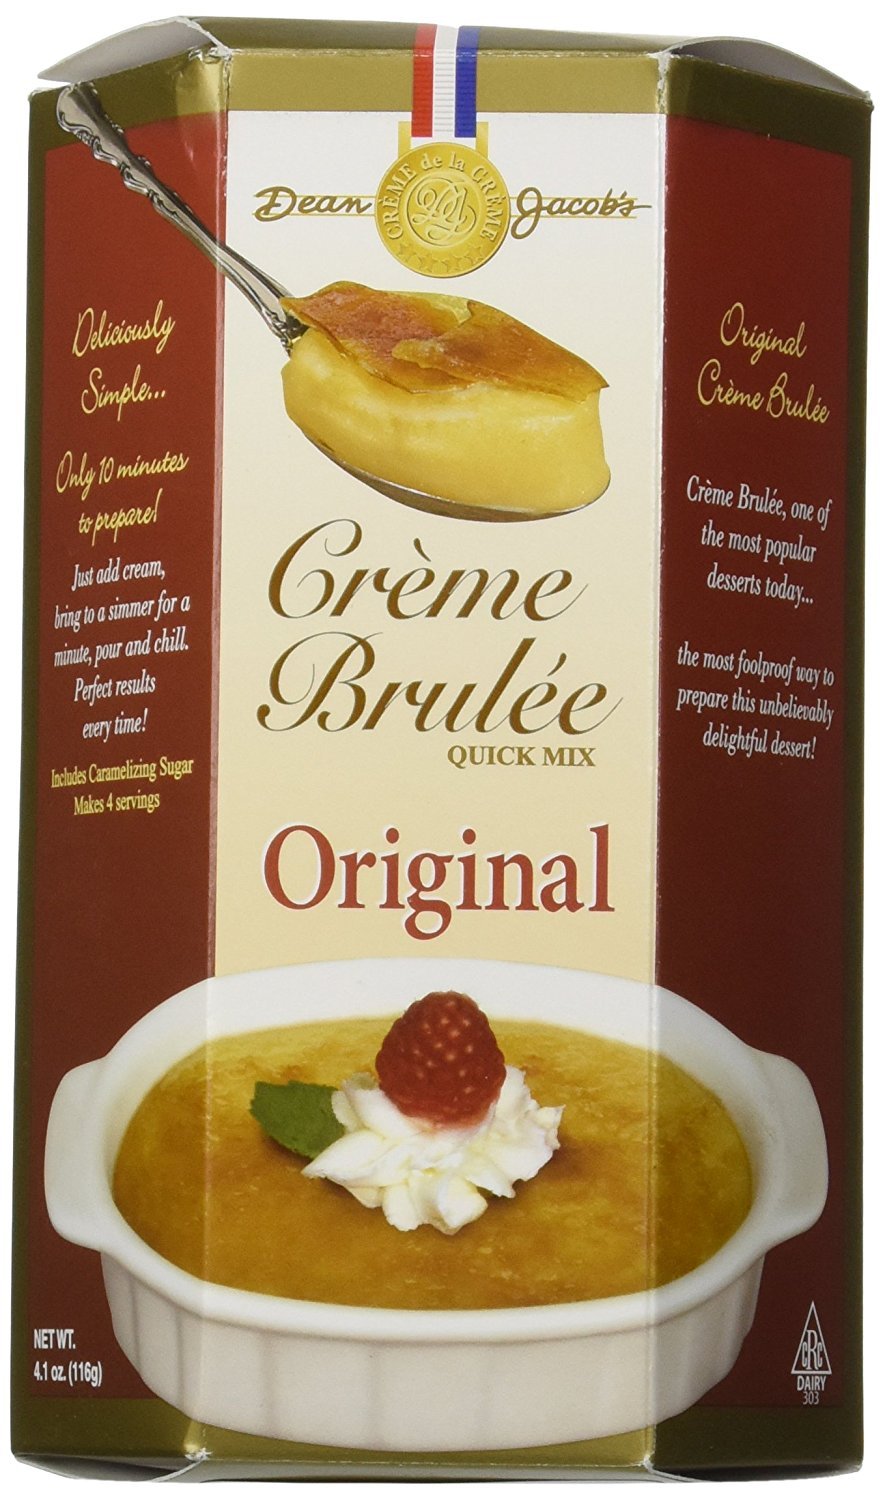 Dean Jacob's
CRÈME de la CRÈME
DJ
Crème
Brulée
QUICK MIX
Original
Deliciously
Simple...
Only 10 minutes
to prepare!
Just add cream,
bring to a simmer for a
minute, pour and chill.
Perfect results
every time!
Includes Caramelizing Sugar
Makes 4 servings
NET WT.
4.1 oz. (116g)
Original
Crème Brulée
Crème Brulée, one of
the most popular
desserts today...
the most foolproof way to
prepare this unbelievably
delightful dessert!
cRc
DAIRY
303